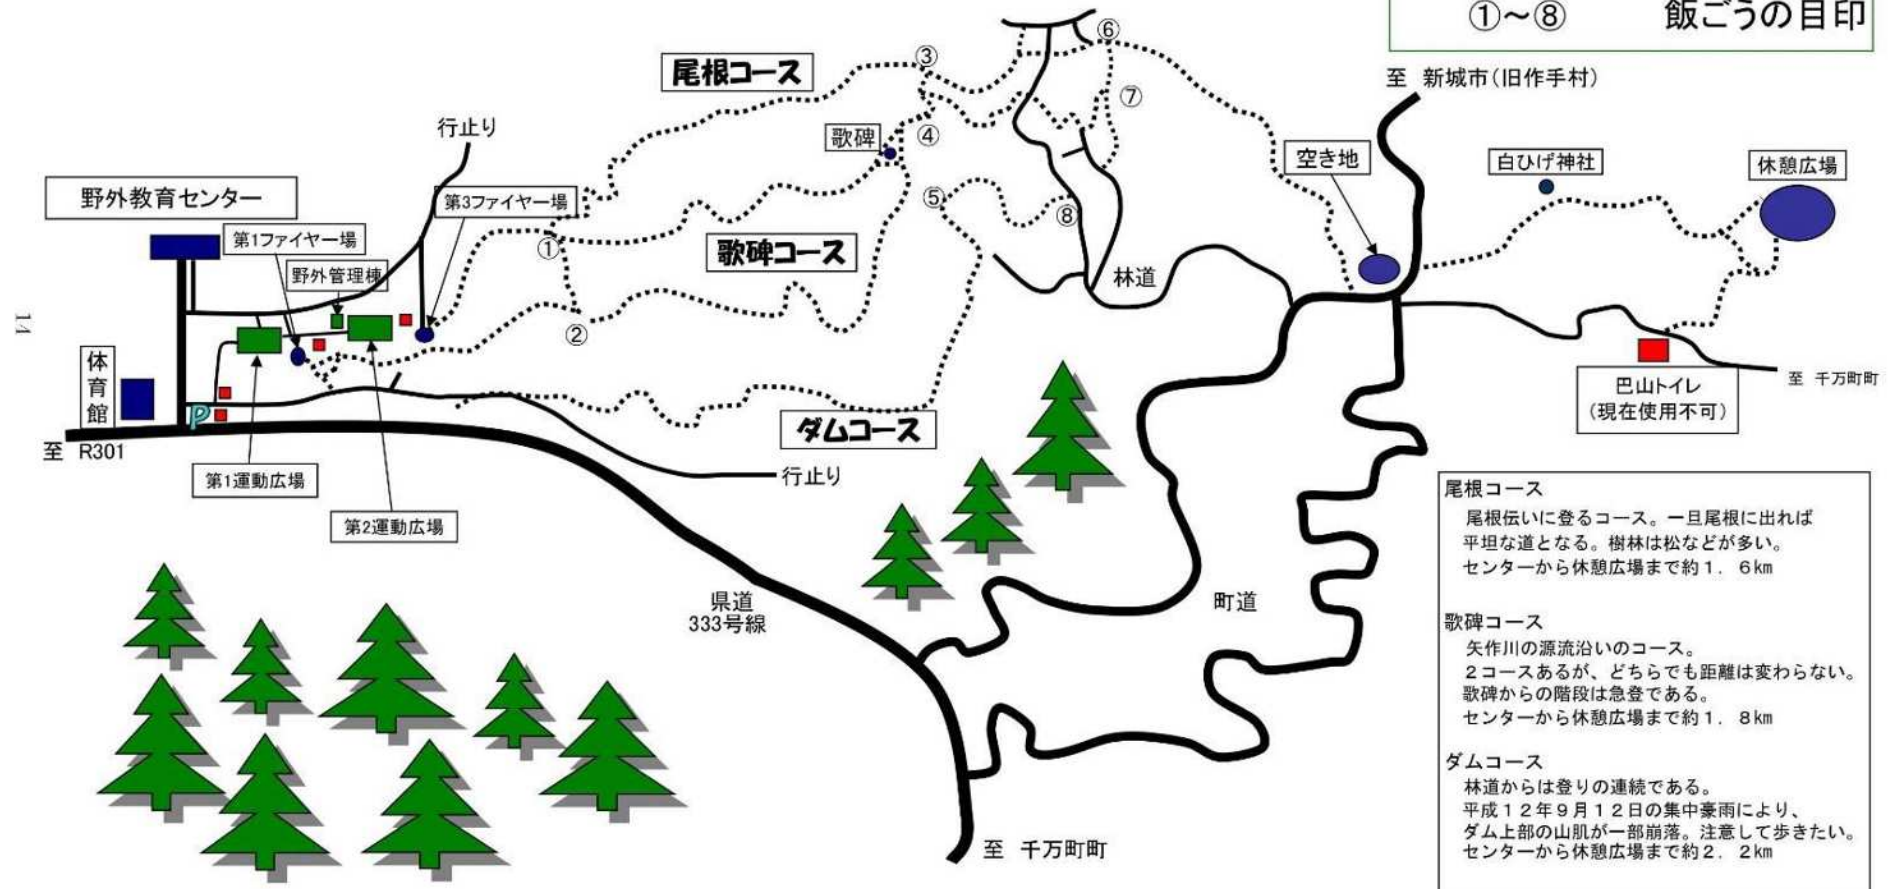 ①～⑧ 飯ごうの目印
至 新城市(旧作手村)
⑥
尾根コース
③
⑦
行止り
歌碑
④
空き地
白ひげ神社
休憩広場
野外教育センター
第3ファイヤー場
⑤
⑧
第1ファイヤー場
①
歌碑コース
野外管理棟
林道
14
②
体育館
P
巴山トイレ
(現在使用不可)
至 千万町町
ダムコース
至 R301
第1運動広場
行止り
第2運動広場
県道
333号線
町道
至 千万町町
尾根コース
尾根伝いに登るコース。一旦尾根に出れば
平坦な道となる。樹林は松などが多い。
センターから休憩広場まで約1．6km
歌碑コース
矢作川の源流沿いのコース。
２コースあるが、どちらでも距離は変わらない。
歌碑からの階段は急登である。
センターから休憩広場まで約1．8km
ダムコース
林道からは登りの連続である。
平成１２年９月１２日の集中豪雨により、
ダム上部の山肌が一部崩落。注意して歩きたい。
センターから休憩広場まで約2．2km